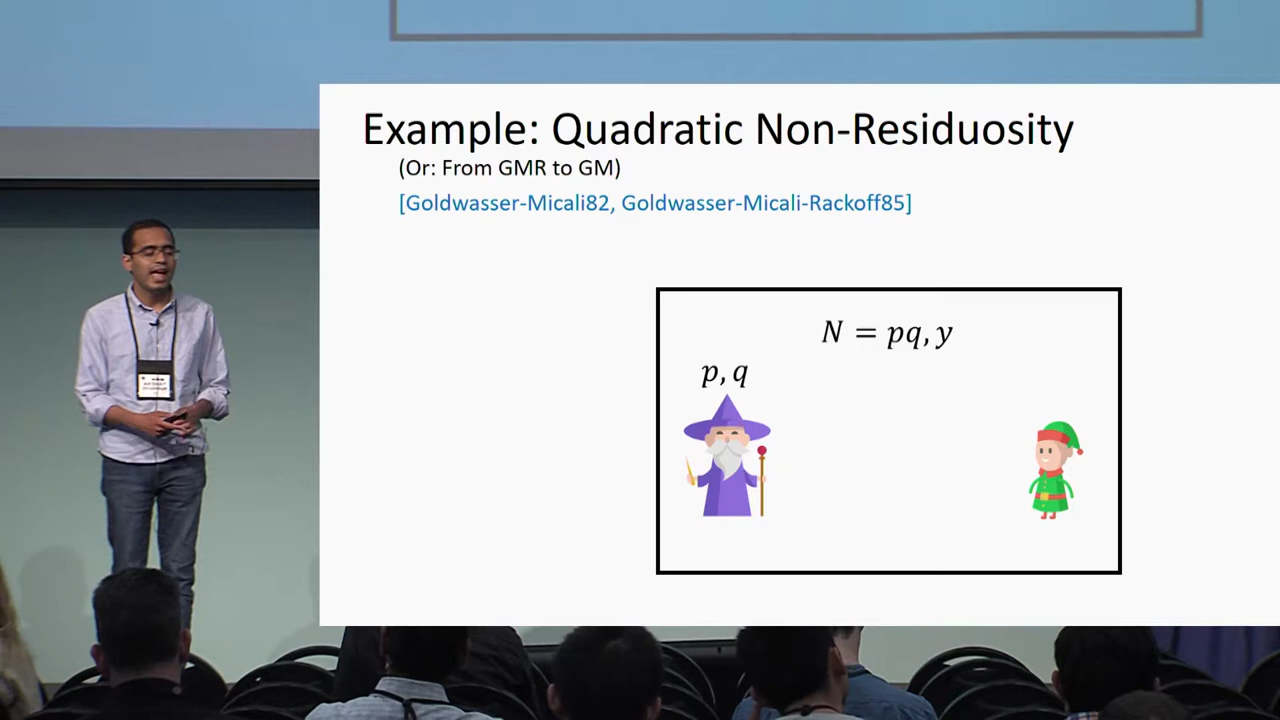 Example: Quadratic Non-Residuosity
(Or: From GMR to GM)
[Goldwasser-Micali82, Goldwasser-Micali-Rackoff85]
N = pq, y
p, q